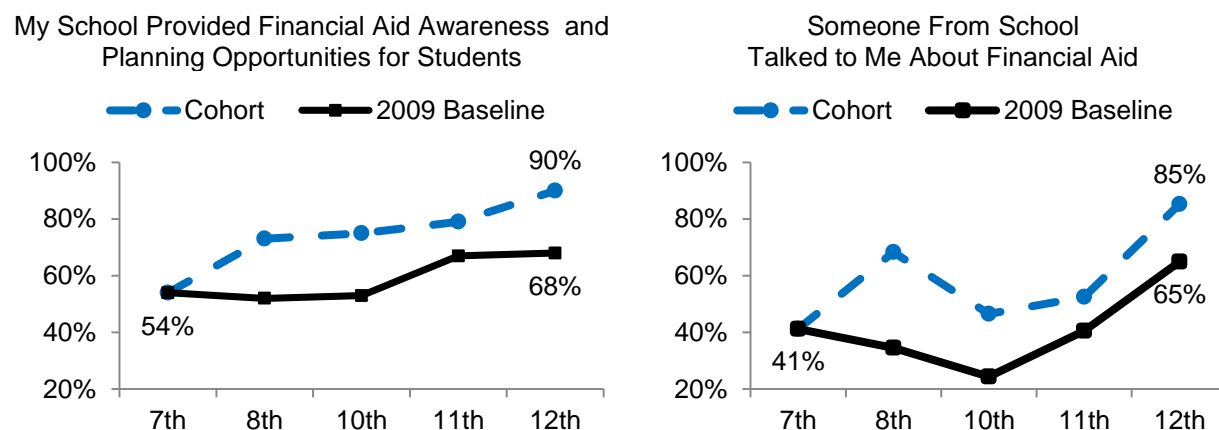 My School Provided Financial Aid Awareness and
Planning Opportunities for Students
Cohort 2009 Baseline
100%
80%
60%
40%
20%
90%
68%
54%
7th 8th 10th 11th 12th
Someone From School
Talked to Me About Financial Aid
Cohort 2009 Baseline
100%
80%
60%
40%
20%
85%
65%
41%
7th 8th 10th 11th 12th